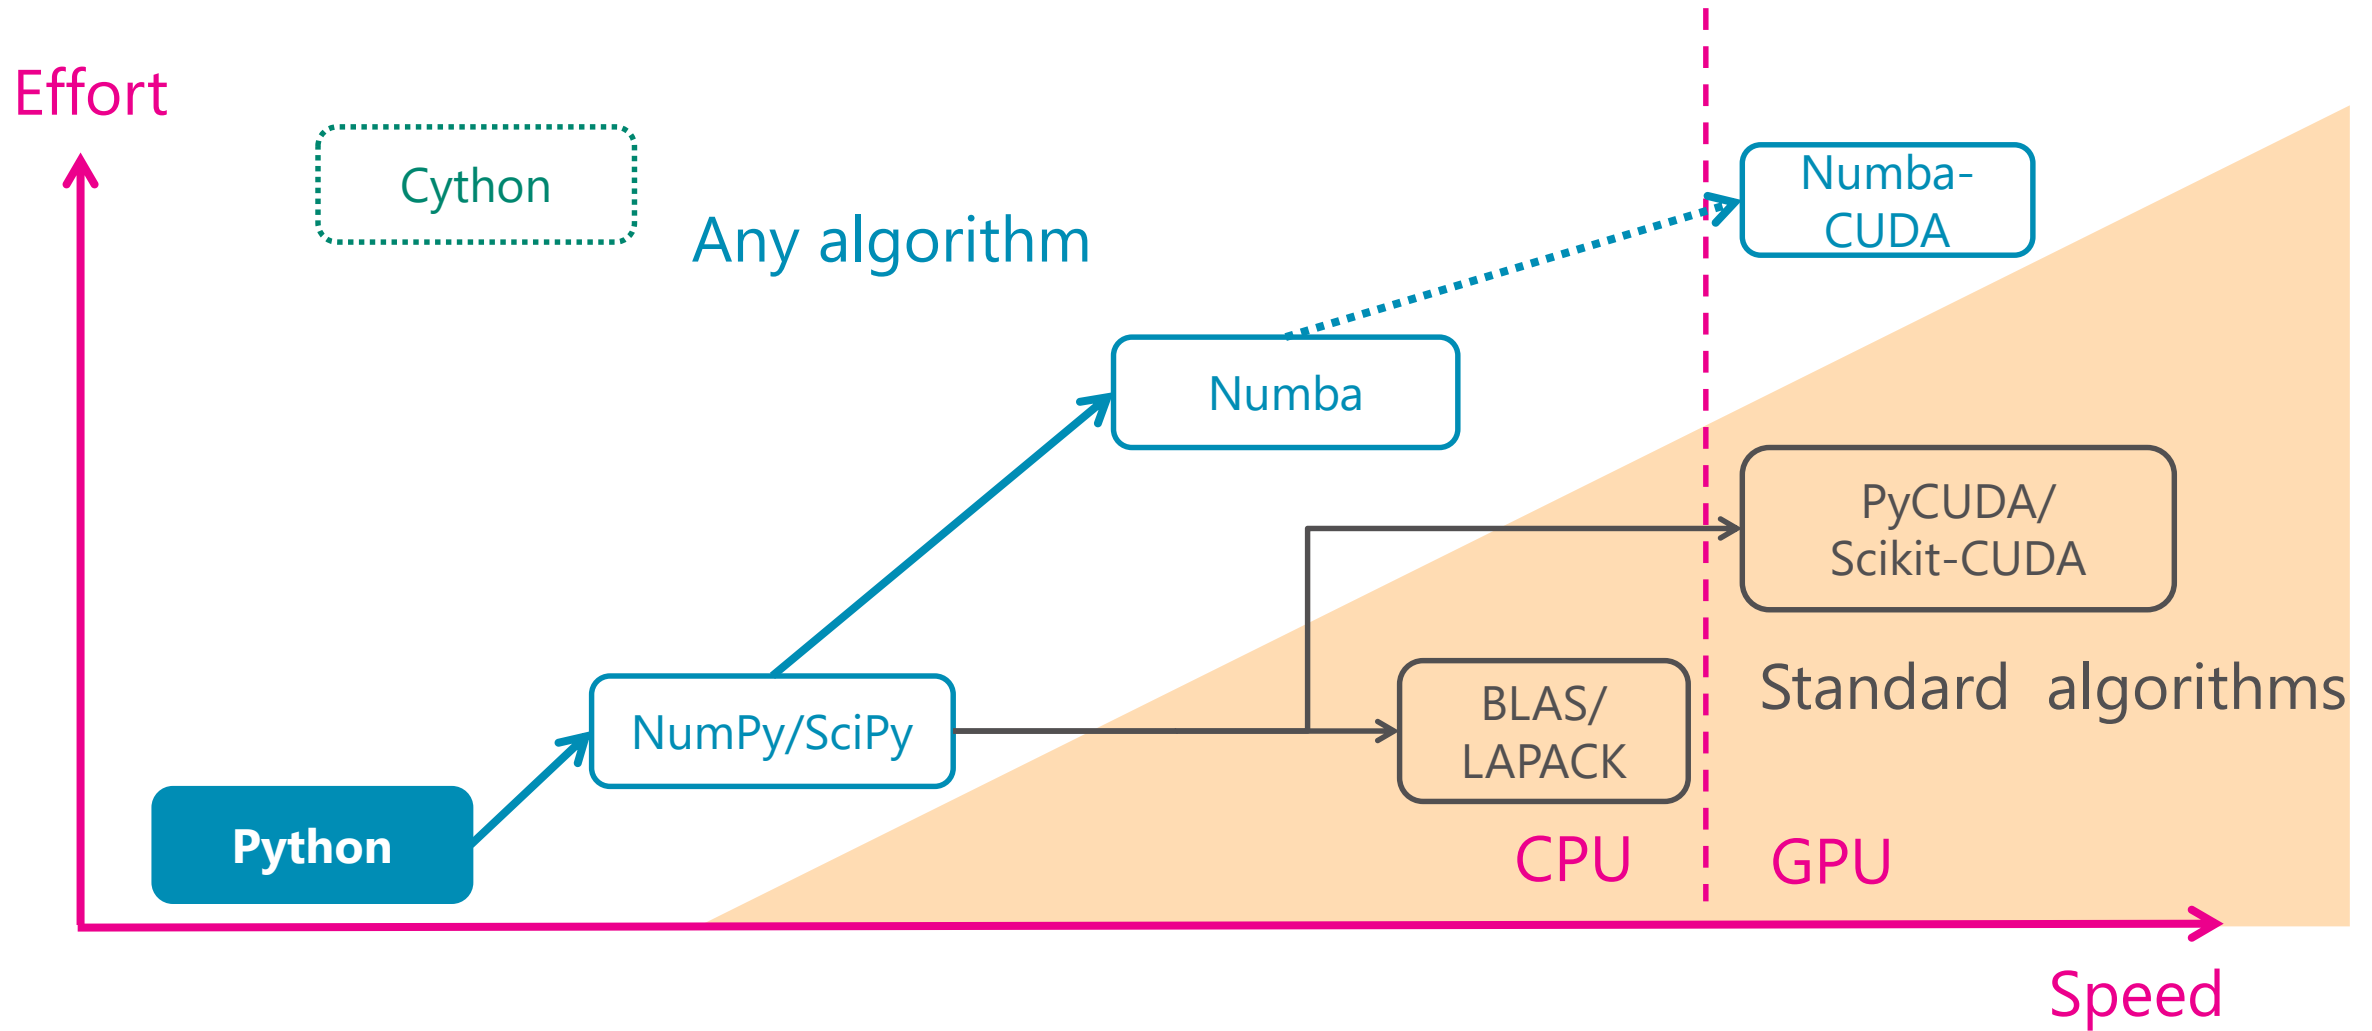 Effort
Cython
Any algorithm
Numba-
CUDA
Numba
PyCUDA/
Scikit-CUDA
NumPy/SciPy
BLAS/
LAPACK
Standard algorithms
Python
CPU
GPU
Speed